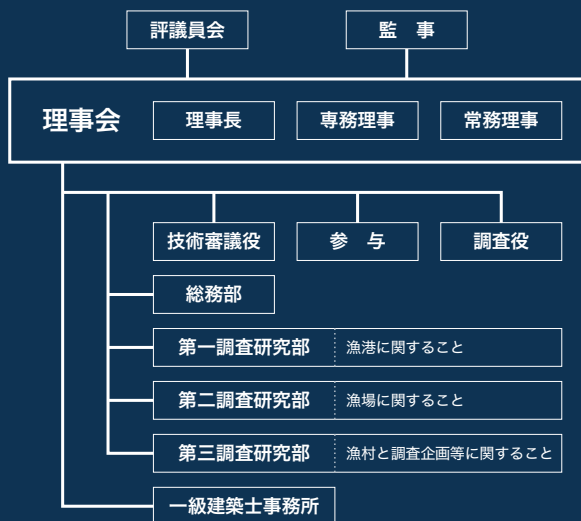 評議員会
監　事
理事会
理事長
専務理事
常務理事
技術審議役
参　与
調査役
総務部
第一調査研究部
漁港に関すること
第二調査研究部
漁場に関すること
第三調査研究部
漁村と調査企画等に関すること
一級建築士事務所